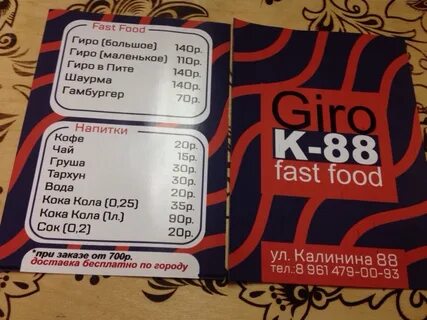 Fast Food
Гиро (большое) 140р.
Гиро (маленькое) 110р.
Гиро в Пите 140р.
Шаурма 140р.
Гамбургер 70р.
Напитки
Кофе 20р.
Чай 15р.
Груша 30р.
Тархун 30р.
Вода 20р.
Кока Кола (0,25) 35р.
Кока Кола (1л.) 90р.
Сок (0,2) 20р.
*при заказе от 700р.
доставка бесплатно по городу
Giro
К-88
fast food
ул. Калинина 88
тел.:8 961 479-00-93